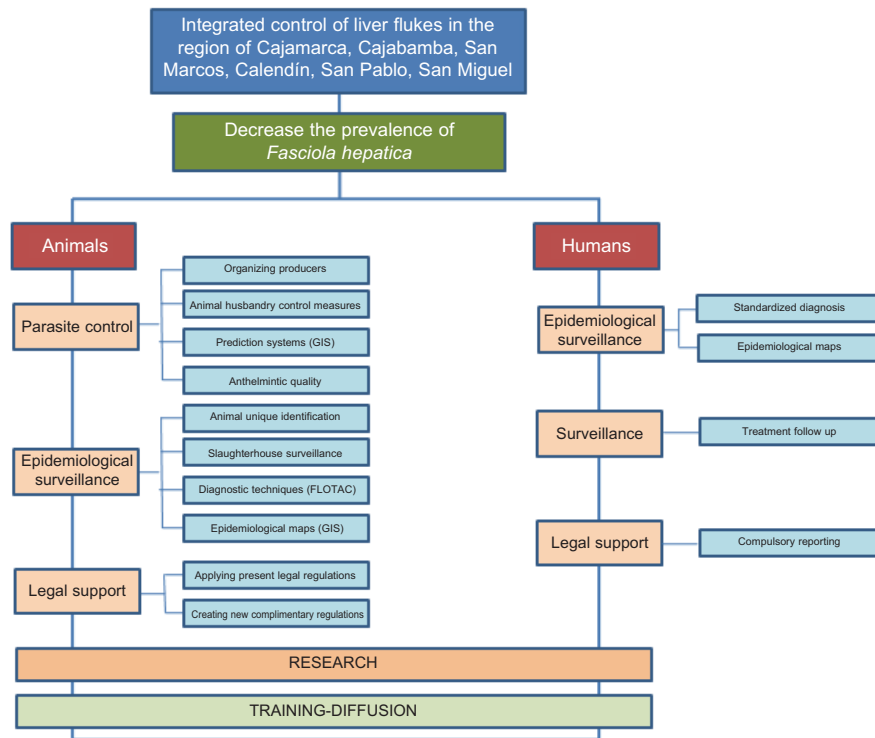 Integrated control of liver flukes in the
region of Cajamarca, Cajabamba, San
Marcos, Calendín, San Pablo, San Miguel
Decrease the prevalence of
Fasciola hepatica
Animals
Parasite control
Organizing producers
Animal husbandry control measures
Prediction systems (GIS)
Anthelmintic quality
Epidemiological
surveillance
Animal unique identification
Slaughterhouse surveillance
Diagnostic techniques (FLOTAC)
Epidemiological maps (GIS)
Legal support
Applying present legal regulations
Creating new complimentary regulations
Humans
Epidemiological
surveillance
Standardized diagnosis
Epidemiological maps
Surveillance
Treatment follow up
Legal support
Compulsory reporting
RESEARCH
TRAINING-DIFFUSION